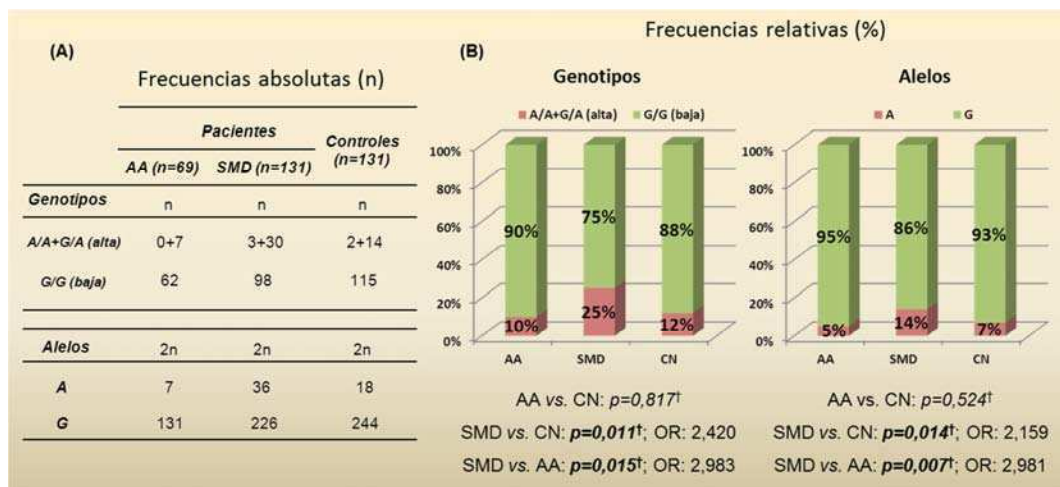 (A)
Frecuencias absolutas (n)
Pacientes
Controles
(n=131)
AA (n=69) SMD (n=131)
Genotipos n n n
A/A+G/A (alta) 0+7 3+30 2+14
G/G (baja) 62 98 115
Alelos 2n 2n 2n
A 7 36 18
G 131 226 244
Frecuencias relativas (%)
(B)
Genotipos
A/A+G/A (alta) G/G (baja)
100%
80%
60%
40%
20%
0%
90% 75% 88%
10% 25% 12%
AA SMD CN
AA vs. CN: p=0,817†
SMD vs. CN: p=0,011†; OR: 2,420
SMD vs. AA: p=0,015†; OR: 2,983
Alelos
A G
100%
80%
60%
40%
20%
0%
95% 86% 93%
5% 14% 7%
AA SMD CN
AA vs. CN: p=0,524†
SMD vs. CN: p=0,014†; OR: 2,159
SMD vs. AA: p=0,007†; OR: 2,981